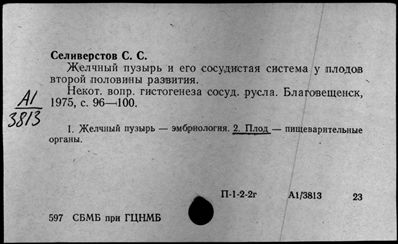 Селиверстов С. С.
Желчный пузырь и его сосудистая система у плодов
второй половины развития.
Некот. вопр. гистогенеза сосуд. русла. Благовещенск,
1975, с. 96—100.
А1/3813
1. Желчный пузырь — эмбриология. 2. Плод — пищеварительные
органы.
П-1-2-2г А1/3813 23
597 СБМБ при ГЦНМБ